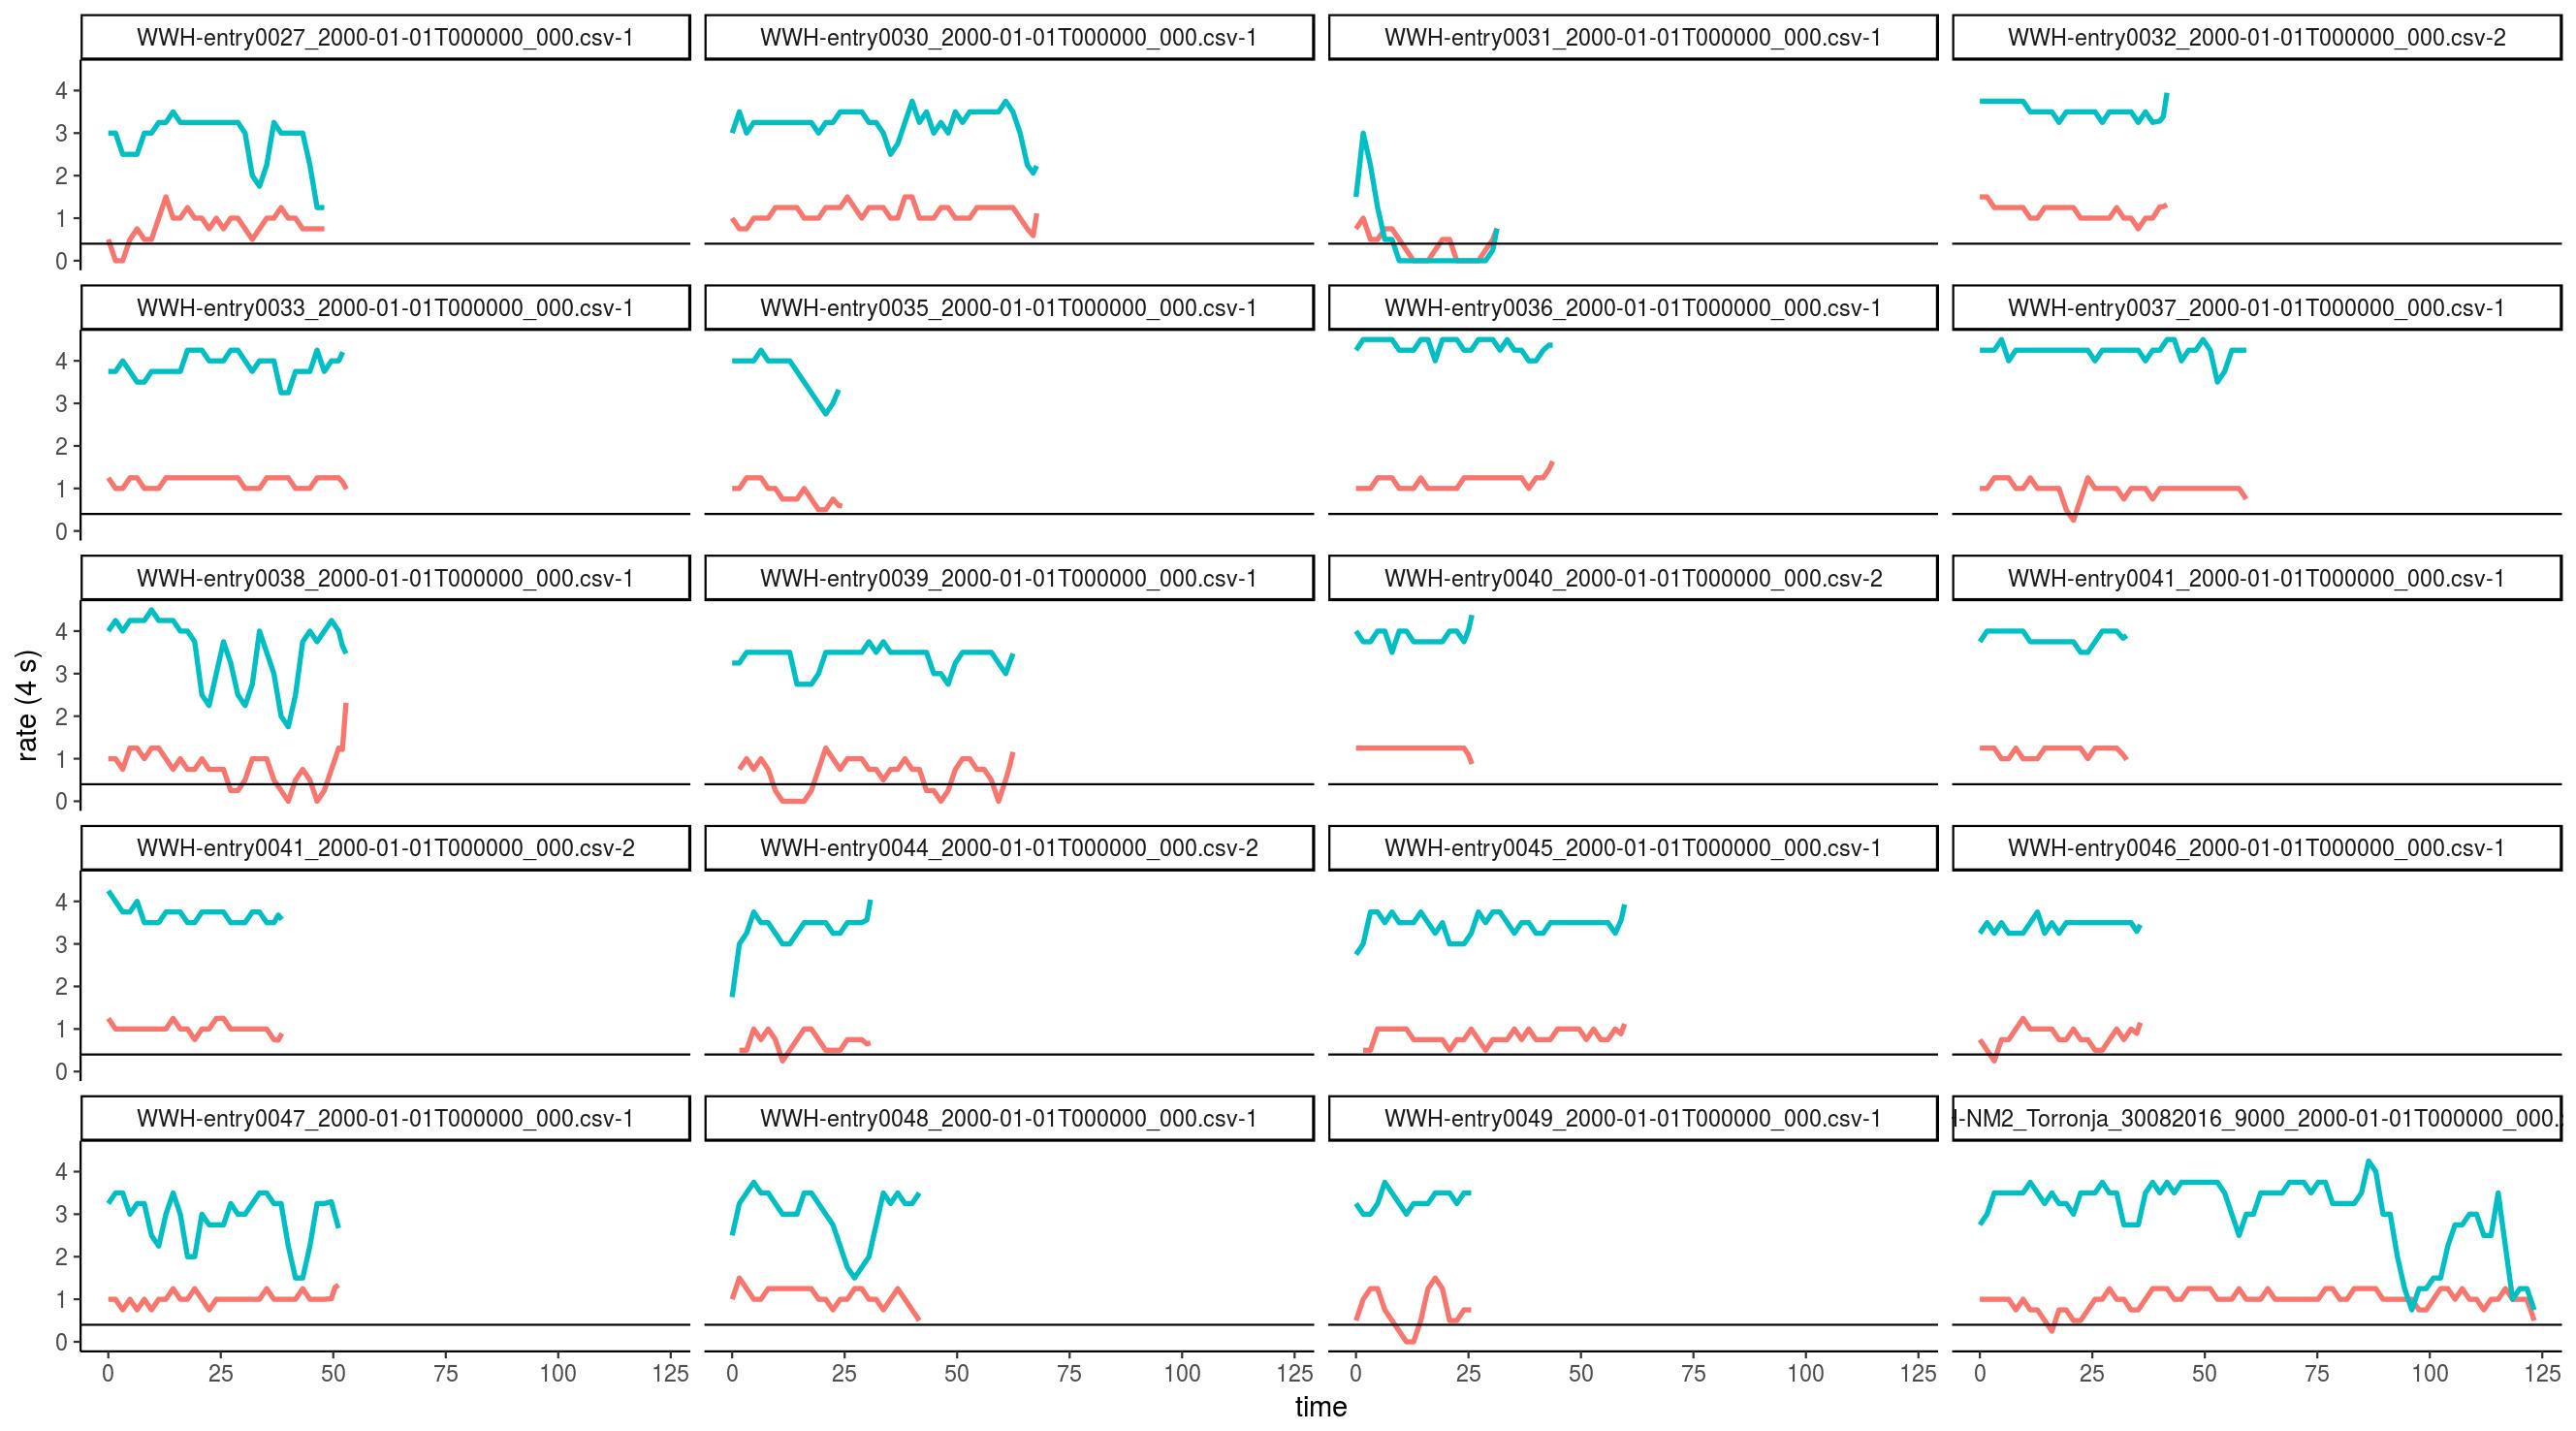 WWH-entry0027_2000-01-01T000000_000.csv-1
WWH-entry0030_2000-01-01T000000_000.csv-1
WWH-entry0031_2000-01-01T000000_000.csv-1
WWH-entry0032_2000-01-01T000000_000.csv-2
4
3
2
1
0
WWH-entry0033_2000-01-01T000000_000.csv-1
WWH-entry0035_2000-01-01T000000_000.csv-1
WWH-entry0036_2000-01-01T000000_000.csv-1
WWH-entry0037_2000-01-01T000000_000.csv-1
4
3
2
1
0
WWH-entry0038_2000-01-01T000000_000.csv-1
WWH-entry0039_2000-01-01T000000_000.csv-1
WWH-entry0040_2000-01-01T000000_000.csv-2
WWH-entry0041_2000-01-01T000000_000.csv-1
4
3
2
1
0
rate (4 s)
WWH-entry0041_2000-01-01T000000_000.csv-2
WWH-entry0044_2000-01-01T000000_000.csv-2
WWH-entry0045_2000-01-01T000000_000.csv-1
WWH-entry0046_2000-01-01T000000_000.csv-1
4
3
2
1
0
WWH-entry0047_2000-01-01T000000_000.csv-1
WWH-entry0048_2000-01-01T000000_000.csv-1
WWH-entry0049_2000-01-01T000000_000.csv-1
-NM2_Torronja_30082016_9000_2000-01-01T000000_000.
4
3
2
1
0
0 25 50 75 100 125
0 25 50 75 100 125
0 25 50 75 100 125
0 25 50 75 100 125
time